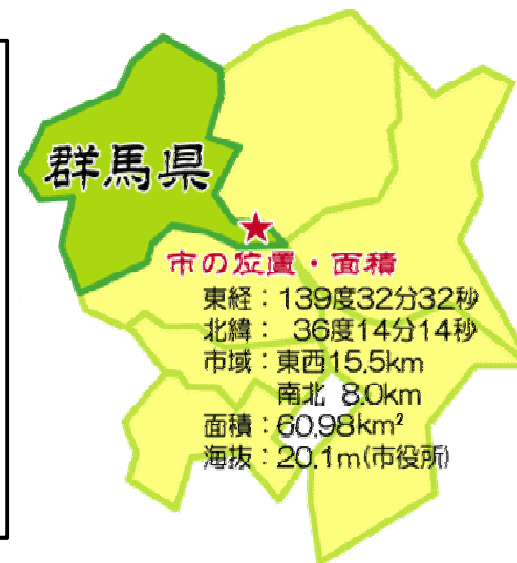 群馬県
市の位置・面積
東経：139度32分32秒
北緯： 36度14分14秒
市域：東西15.5km
南北 8.0km
面積：60.98km²
海抜：20.1m(市役所)